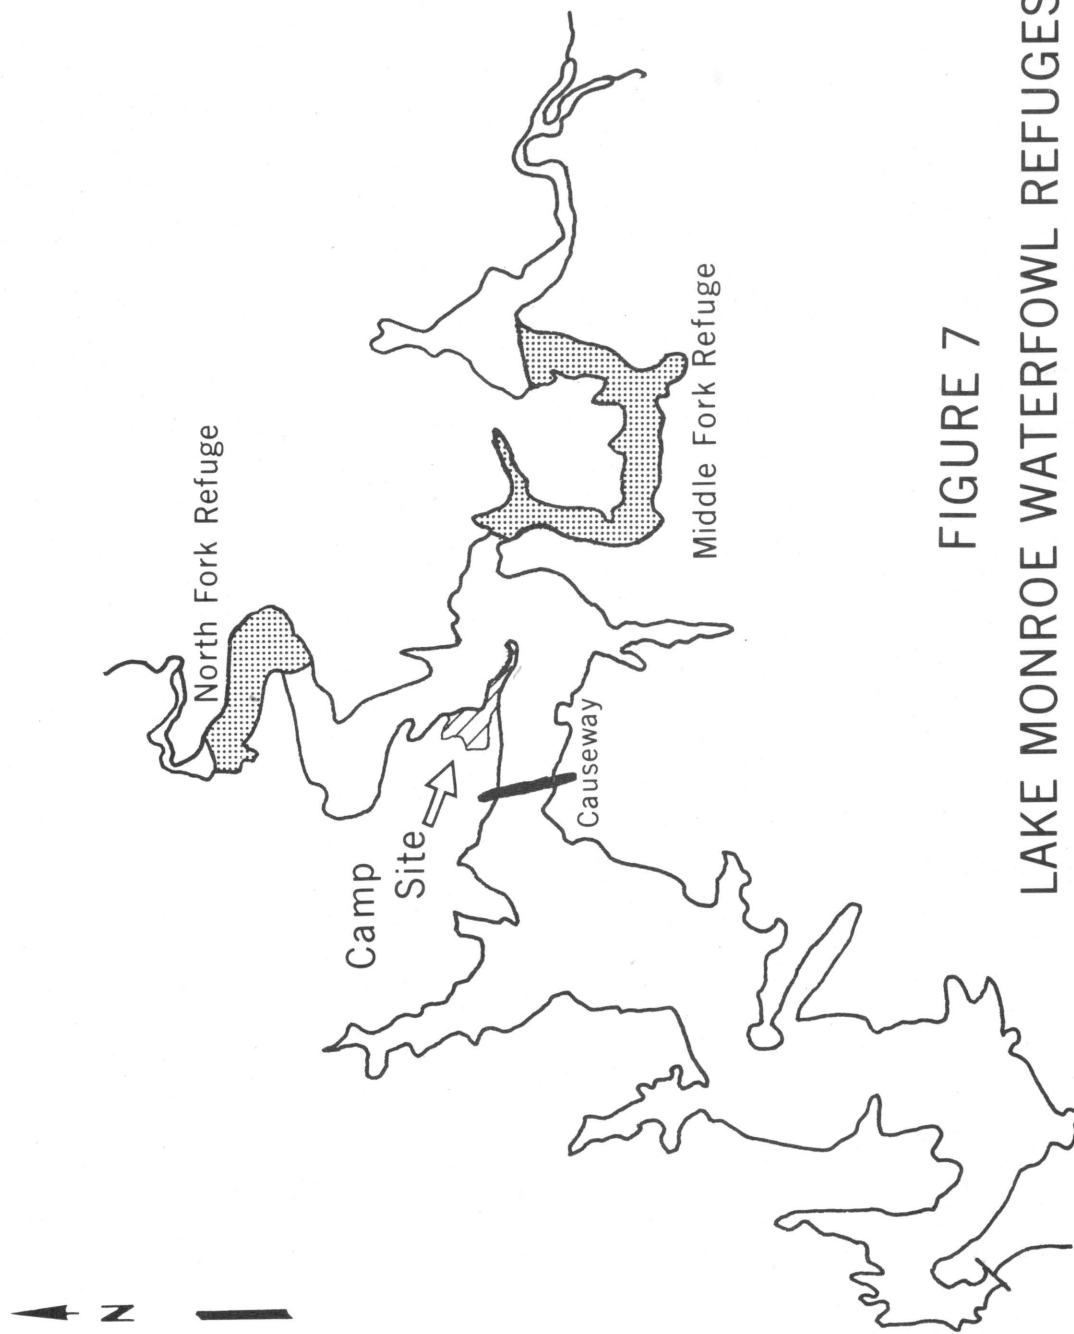 N
North Fork Refuge
Camp
Site
Causeway
Middle Fork Refuge
FIGURE 7
LAKE MONROE WATERFOWL REFUGES